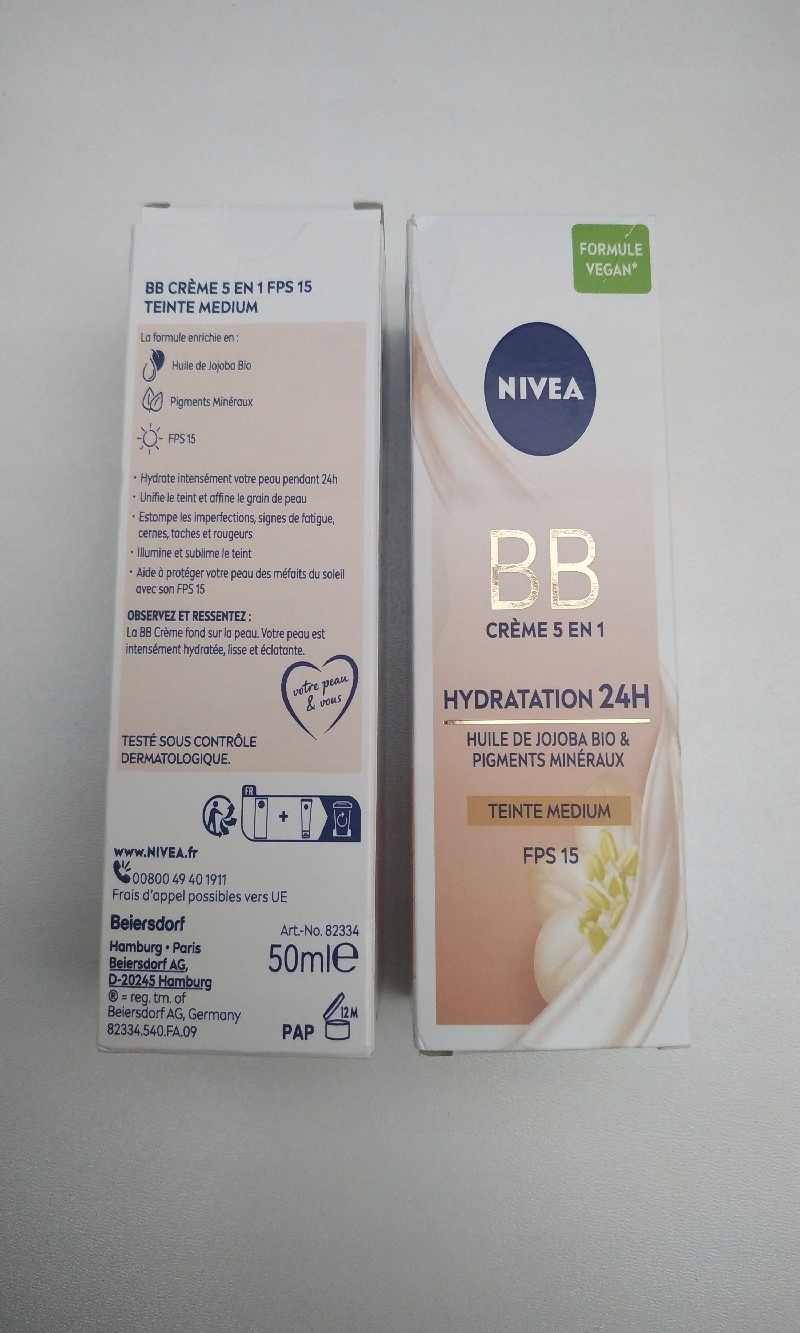 BB CRÈME 5 EN 1 FPS 15
TEINTE MEDIUM
La formule enrichie en :
Huile de Jojoba Bio
Pigments Minéraux
FPS 15
• Hydrate intensément votre peau pendant 24h
• Unifie le teint et affine le grain de peau
• Estompe les imperfections, signes de fatigue,
cernes, taches et rougeurs
• Illumine et sublime le teint
• Aide à protéger votre peau des méfaits du soleil
avec son FPS 15
OBSERVEZ ET RESSENTEZ :
La BB Crème fond sur la peau. Votre peau est
intensément hydratée, lisse et éclatante.
votre peau
& vous
TESTÉ SOUS CONTRÔLE
DERMATOLOGIQUE.
FR
+
www.NIVEA.fr
00800 49 40 1911
Frais d'appel possibles vers UE
Beiersdorf
Hamburg • Paris
Beiersdorf AG,
D-20245 Hamburg
® = reg. tm. of
Beiersdorf AG, Germany
82334.540.FA.09
Art.-No. 82334
50ml℮
PAP
12M
FORMULE
VEGAN*
NIVEA
BB
CRÈME 5 EN 1
HYDRATATION 24H
HUILE DE JOJOBA BIO &
PIGMENTS MINÉRAUX
TEINTE MEDIUM
FPS 15